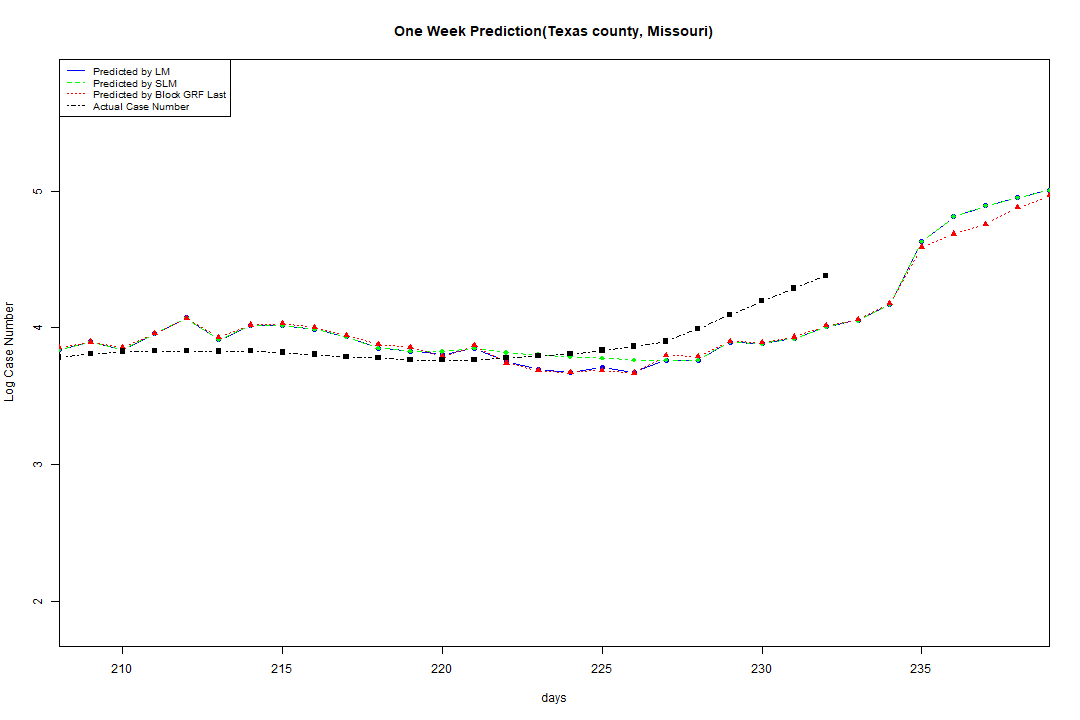 One Week Prediction(Texas county, Missouri)
Predicted by LM
Predicted by SLM
Predicted by Block GRF Last
Actual Case Number
Log Case Number
5
4
3
2
210 215 220 225 230 235
days